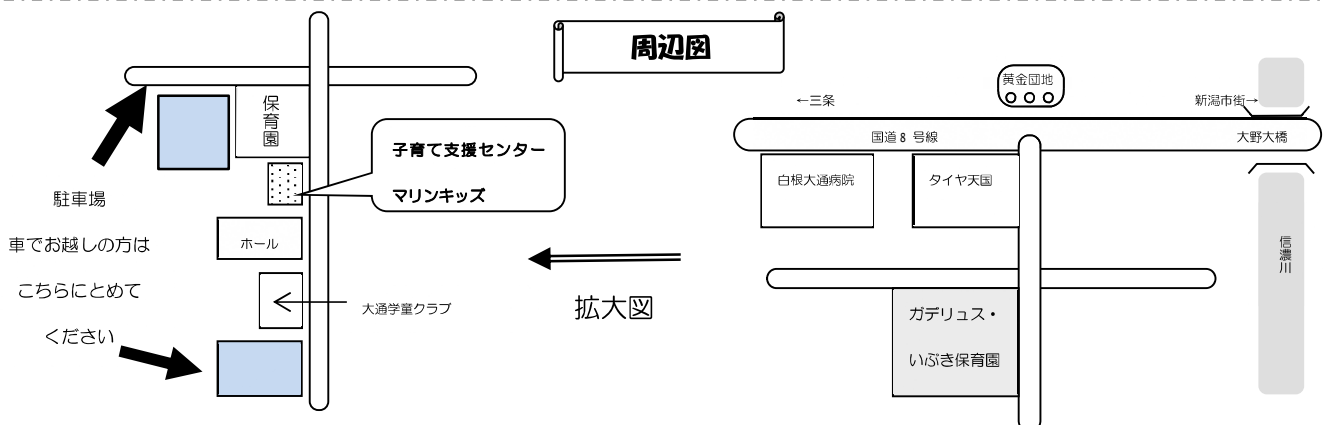 周辺図
保育園
子育て支援センター
マリンキッズ
駐車場
車でお越しの方は
こちらにとめて
ください
ホール
大通学童クラブ
拡大図
←三条
黄金団地
新潟市街→
国道8 号線
大野大橋
白根大通病院
タイヤ天国
信濃川
ガデリュス・
いぶき保育園